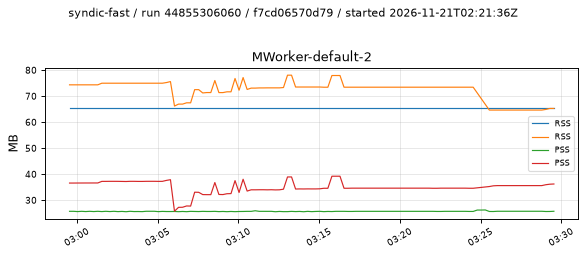 syndic-fast / run 44855306060 / f7cd06570d79 / started 2026-11-21T02:21:36Z
MWorker-default-2
MB
80
70
60
50
40
30
RSS
RSS
PSS
PSS
03:00
03:05
03:10
03:15
03:20
03:25
03:30